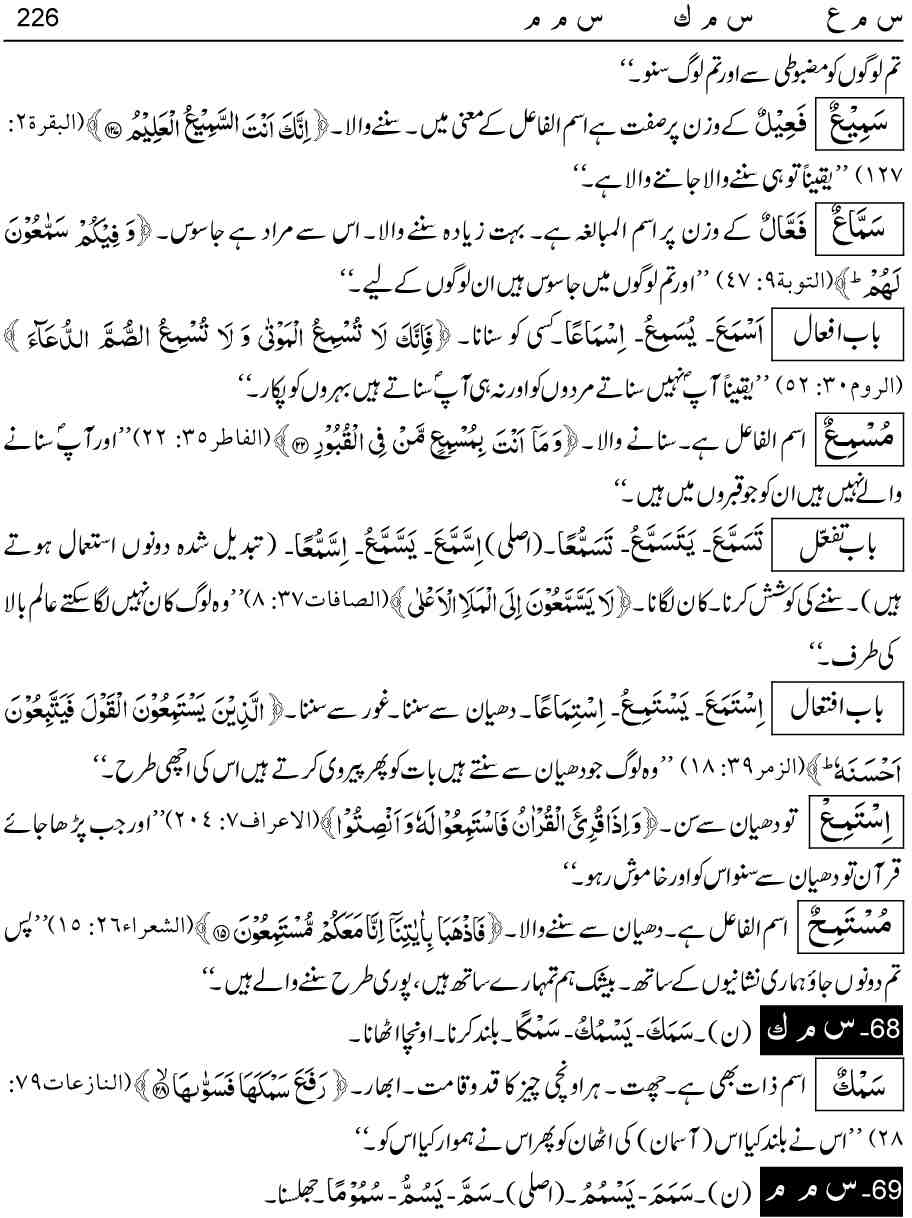 س م ع    س م ك    س م م    226
تم لوگوں کو مضبوطی سے اور تم لوگ سنو۔‘‘
سَمِيْعٌ فَعِيْلٌ کے وزن پر صفت ہے اسم الفاعل کے معنی میں۔ سننے والا۔ ﴿اِنَّكَ اَنْتَ السَّمِيْعُ الْعَلِيْمُ ﴿۱۲۷﴾﴾ (البقرة۲:
۱۲۷) ’’یقیناً تو ہی سننے والا جاننے والا ہے۔‘‘
سَمَّاعٌ فَعَّالٌ کے وزن پر اسم المبالغہ ہے۔ بہت زیادہ سننے والا۔ اس سے مراد ہے جاسوس۔ ﴿وَ فِيْكُمْ سَمّٰعُوْنَ
لَهُمْ ؕ﴾ (التوبة۹: ۴۷) ’’اور تم لوگوں میں جاسوس ہیں ان لوگوں کے لیے۔‘‘
باب افعال اَسْمَعَ۔ يُسْمِعُ۔ اِسْمَاعًا۔ کسی کو سنانا۔ ﴿فَاِنَّكَ لَا تُسْمِعُ الْمَوْتٰى وَ لَا تُسْمِعُ الصُّمَّ الدُّعَآءَ﴾
(الروم۳۰: ۵۲) ’’یقیناً آپؐ نہیں سناتے مردوں کو اور نہ ہی آپؐ سناتے ہیں بہروں کو پکار۔‘‘
مُسْمِعٌ اسم الفاعل ہے۔ سنانے والا۔ ﴿وَ مَاۤ اَنْتَ بِمُسْمِعٍ مَّنْ فِى الْقُبُوْرِ ﴿۲۲﴾﴾ (الفاطر۳۵: ۲۲) ’’اور آپؐ سنانے
والے نہیں ہیں ان کو جو قبروں میں ہیں۔‘‘
باب تفعّل تَسَمَّعَ۔ يَتَسَمَّعُ۔ تَسَمُّعًا۔ (اصلی) اِسَّمَّعَ۔ يَسَّمَّعُ۔ اِسَّمُّعًا۔ (تبدیل شدہ دونوں استعمال ہوتے
ہیں)۔ سننے کی کوشش کرنا۔ کان لگانا۔ ﴿لَا يَسَّمَّعُوْنَ اِلَى الْمَلَاِ الْاَعْلٰى﴾ (الصافات۳۷: ۸) ’’وہ لوگ کان نہیں لگا سکتے عالم بالا
کی طرف۔‘‘
باب افتعال اِسْتَمَعَ۔ يَسْتَمِعُ۔ اِسْتِمَاعًا۔ دھیان سے سننا۔ غور سے سننا۔ ﴿الَّذِيْنَ يَسْتَمِعُوْنَ الْقَوْلَ فَيَتَّبِعُوْنَ
اَحْسَنَهٗ ؕ﴾ (الزمر۳۹: ۱۸) ’’وہ لوگ جو دھیان سے سنتے ہیں بات کو پھر پیروی کرتے ہیں اس کی اچھی طرح۔‘‘
اِسْتَمِعْ تو دھیان سے سن۔ ﴿وَ اِذَا قُرِئَ الْقُرْاٰنُ فَاسْتَمِعُوْا لَهٗ وَ اَنْصِتُوْا﴾ (الاعراف۷: ۲۰۴) ’’اور جب پڑھا جائے
قرآن تو دھیان سے سنو اس کو اور خاموش رہو۔‘‘
مُسْتَمِحٌ اسم الفاعل ہے۔ دھیان سے سننے والا۔ ﴿فَاذْهَبَا بِاٰيٰتِنَاۤ اِنَّا مَعَكُمْ مُّسْتَمِعُوْنَ ﴿۱۵﴾﴾ (الشعراء۲۶: ۱۵) ’’پس
تم دونوں جاؤ ہماری نشانیوں کے ساتھ۔ بیشک ہم تمہارے ساتھ ہیں، پوری طرح سننے والے ہیں۔‘‘
68- س م ك (ن)۔ سَمَكَ۔ يَسْمُكُ۔ سَمْكًا۔ بلند کرنا۔ اونچا اٹھانا۔
سَمْكٌ اسم ذات بھی ہے۔ چھت۔ ہر اونچی چیز کا قد و قامت۔ ابھار۔ ﴿رَفَعَ سَمْكَهَا فَسَوّٰىهَا ﴿۲۸﴾﴾ (النازعات۷۹:
۲۸) ’’اس نے بلند کیا اس (آسمان) کی اٹھان کو پھر اس نے ہموار کیا اس کو۔‘‘
69- س م م (ن)۔ سَمَمَ۔ يَسْمُمُ۔ (اصلی)۔ سَمَّ۔ يَسُمُّ۔ سُمُوْمًا۔ جھلسنا۔